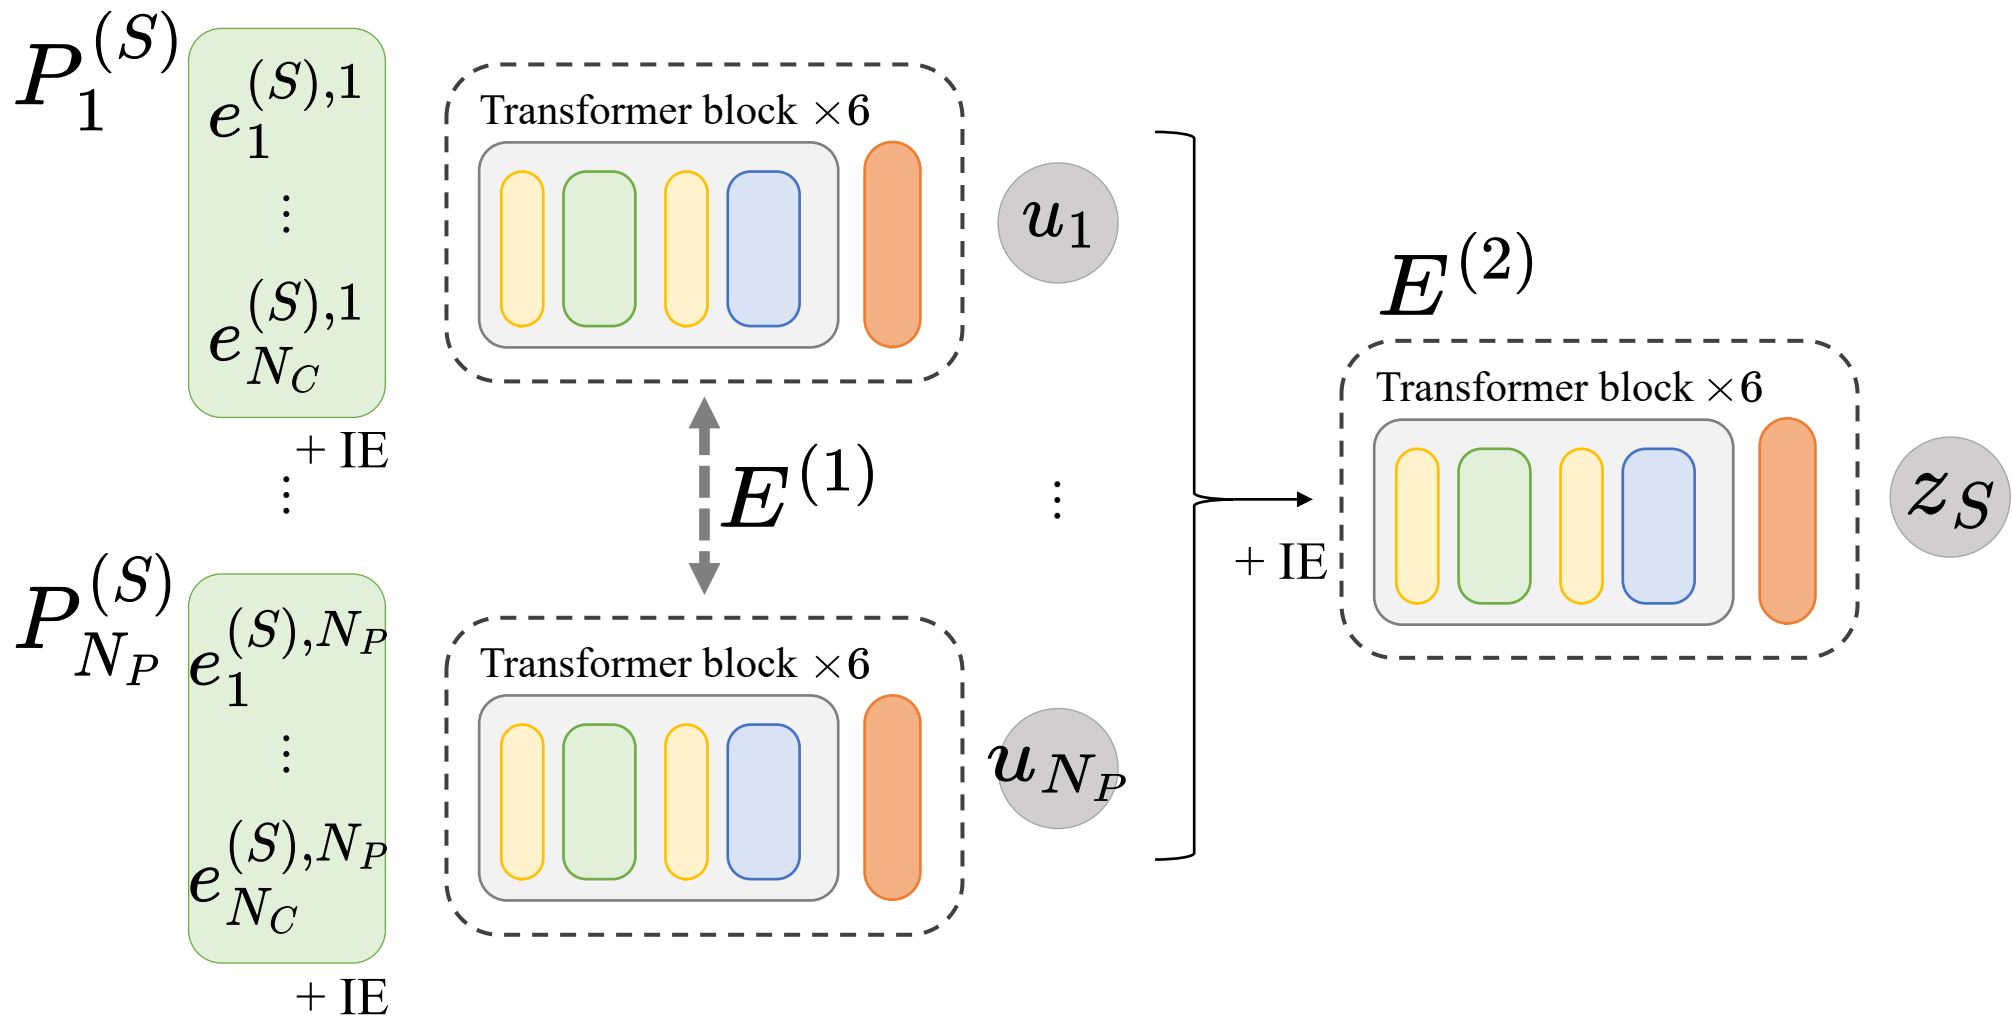 P_1^{(S)}
e_1^{(S),1}
⋮
e_{N_C}^{(S),1}
+ IE
⋮
P_{N_P}^{(S)}
e_1^{(S),N_P}
⋮
e_{N_C}^{(S),N_P}
+ IE
Transformer block ×6
E^{(1)}
Transformer block ×6
u_1
⋮
u_{N_P}
+ IE
E^{(2)}
Transformer block ×6
z_S